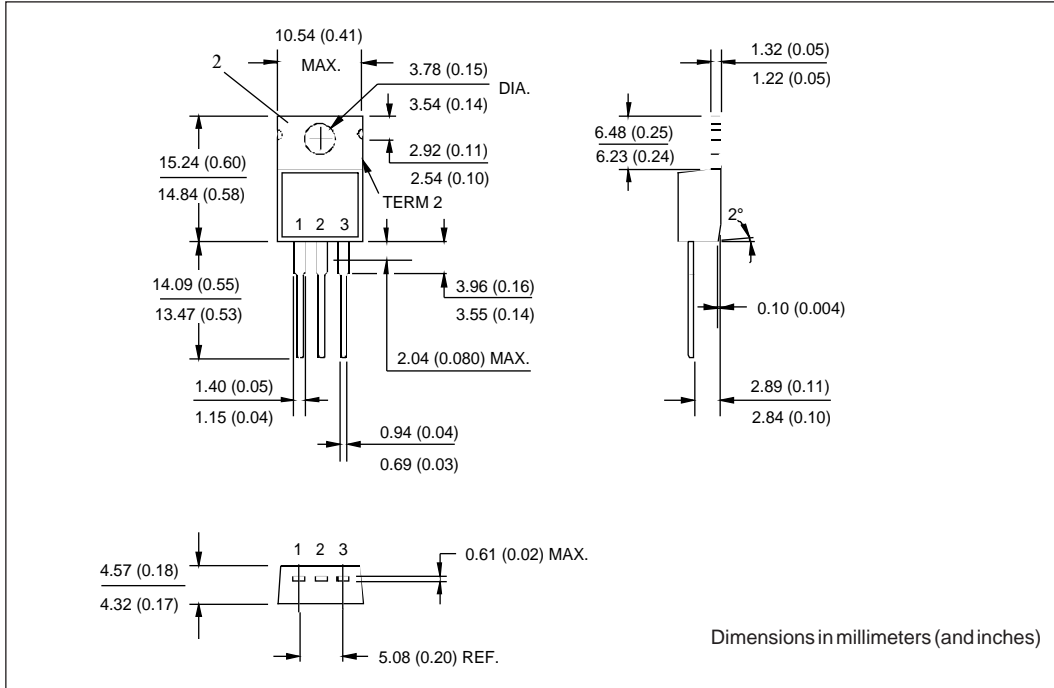 10.54 (0.41)
MAX.
2
3.78 (0.15)
3.54 (0.14)
DIA.
2.92 (0.11)
2.54 (0.10)
TERM 2
15.24 (0.60)
14.84 (0.58)
1 2 3
14.09 (0.55)
13.47 (0.53)
3.96 (0.16)
3.55 (0.14)
2.04 (0.080) MAX.
1.40 (0.05)
1.15 (0.04)
0.94 (0.04)
0.69 (0.03)
1.32 (0.05)
1.22 (0.05)
6.48 (0.25)
6.23 (0.24)
2°
0.10 (0.004)
2.89 (0.11)
2.84 (0.10)
1 2 3
0.61 (0.02) MAX.
4.57 (0.18)
4.32 (0.17)
5.08 (0.20) REF.
Dimensions in millimeters (and inches)